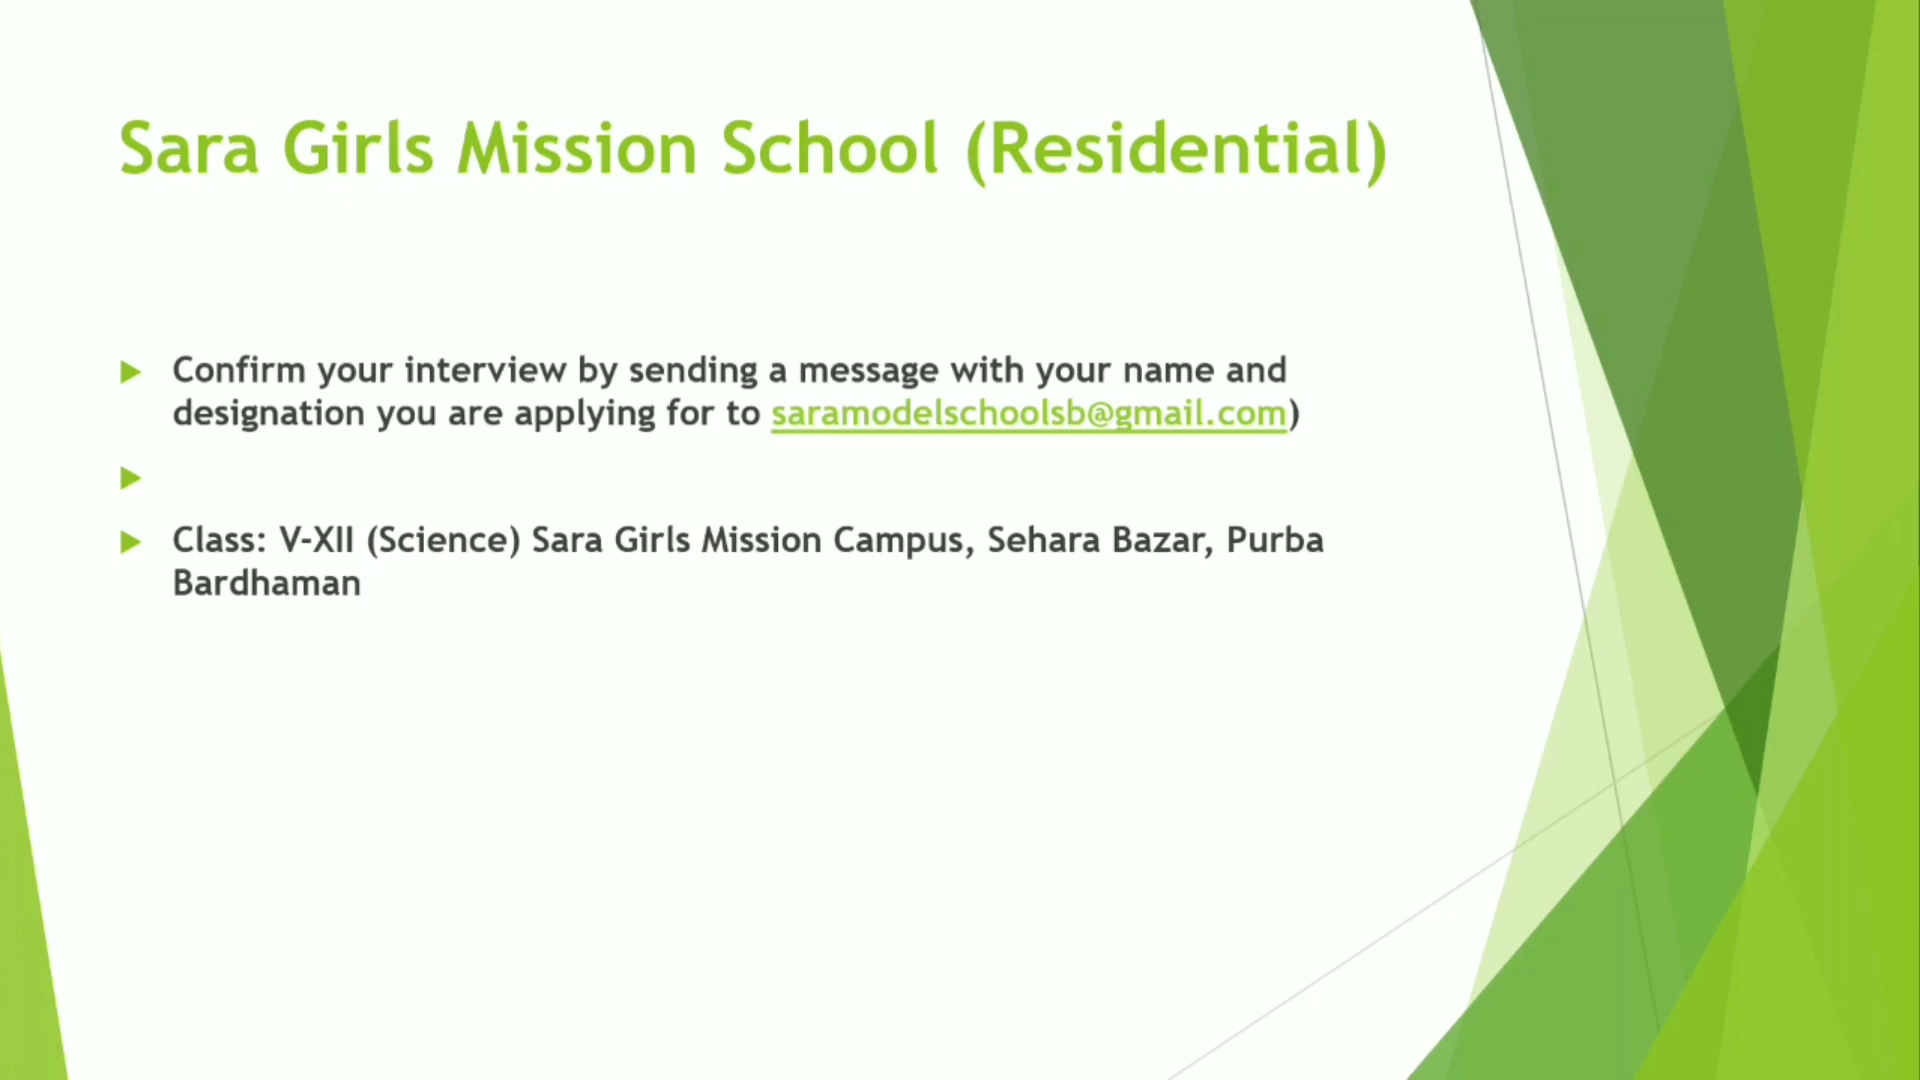 Sara Girls Mission School (Residential)
Confirm your interview by sending a message with your name and
designation you are applying for to saramodelschoolsb@gmail.com)
Class: V-XII (Science) Sara Girls Mission Campus, Sehara Bazar, Purba
Bardhaman